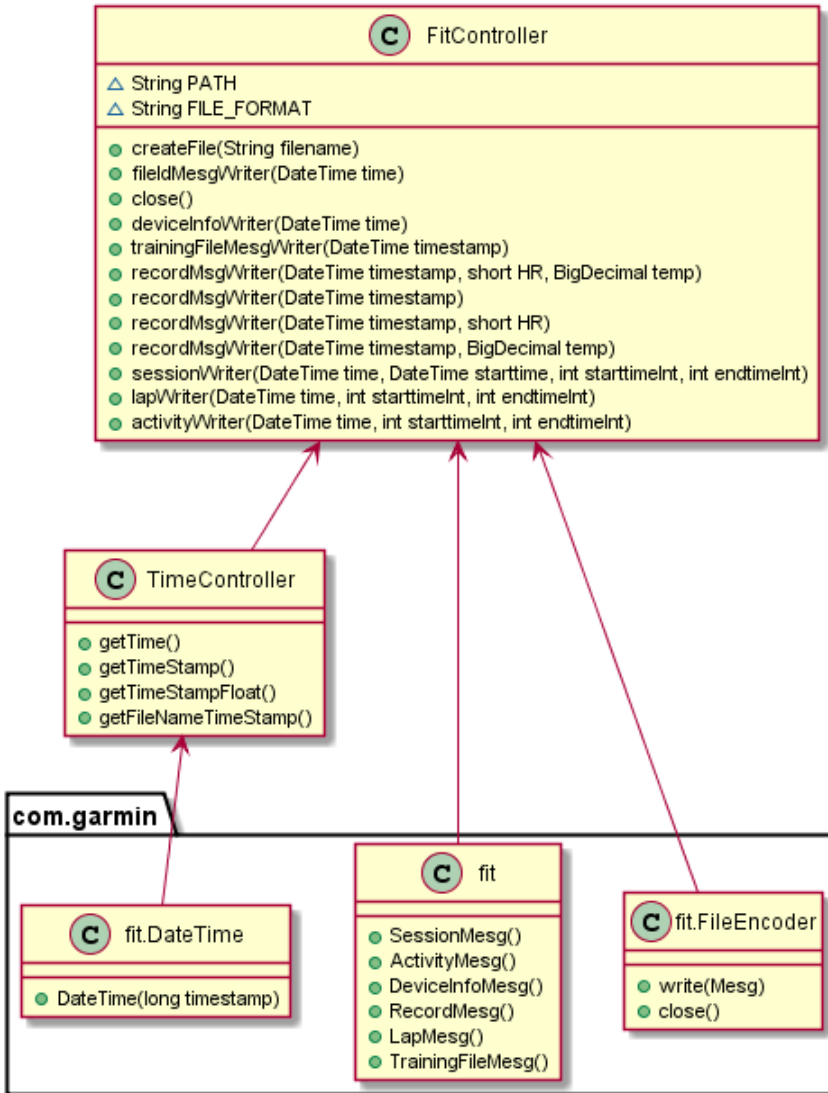 C FitController
String PATH
String FILE_FORMAT
createFile(String filename)
fileIdMesgWriter(DateTime time)
close()
deviceInfoWriter(DateTime time)
trainingFileMesgWriter(DateTime timestamp)
recordMsgWriter(DateTime timestamp, short HR, BigDecimal temp)
recordMsgWriter(DateTime timestamp)
recordMsgWriter(DateTime timestamp, short HR)
recordMsgWriter(DateTime timestamp, BigDecimal temp)
sessionWriter(DateTime time, DateTime starttime, int starttimeInt, int endtimeInt)
lapWriter(DateTime time, int starttimeInt, int endtimeInt)
activityWriter(DateTime time, int starttimeInt, int endtimeInt)
C TimeController
getTime()
getTimeStamp()
getTimeStampFloat()
getFileNameTimeStamp()
com.garmin
C fit.DateTime
DateTime(long timestamp)
C fit
SessionMesg()
ActivityMesg()
DeviceInfoMesg()
RecordMesg()
LapMesg()
TrainingFileMesg()
C fit.FileEncoder
write(Mesg)
close()